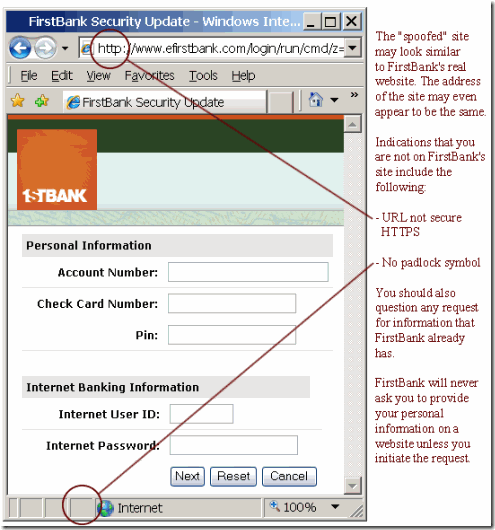 FirstBank Security Update - Windows Inte...
http://www.efirstbank.com/login/run/cmd/z=
File Edit View Favorites Tools Help
FirstBank Security Update
1STBANK
Personal Information
Account Number:
Check Card Number:
Pin:
Internet Banking Information
Internet User ID:
Internet Password:
Next Reset Cancel
Internet 100%
The "spoofed" site
may look similar
to FirstBank's real
website. The address
of the site may even
appear to be the same.
Indications that you
are not on FirstBank's
site include the
following:
- URL not secure
HTTPS
- No padlock symbol
You should also
question any request
for information that
FirstBank already
has.
FirstBank will never
ask you to provide
your personal
information on a
website unless you
initiate the request.